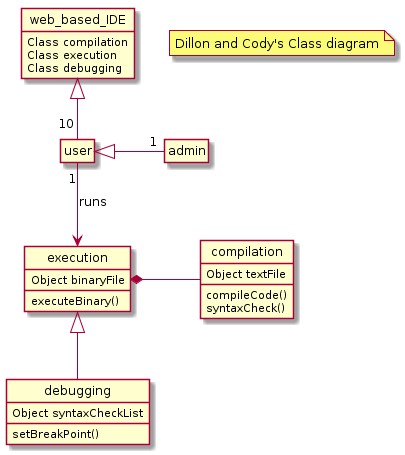 web_based_IDE
Class compilation
Class execution
Class debugging
Dillon and Cody's Class diagram
10
user
1
admin
1
runs
execution
Object binaryFile
executeBinary()
compilation
Object textFile
compileCode()
syntaxCheck()
debugging
Object syntaxCheckList
setBreakPoint()